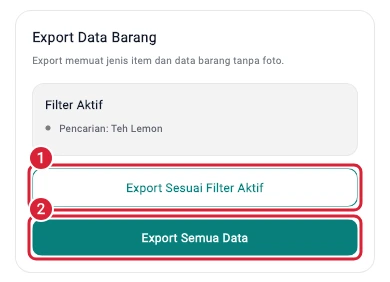 Export Data Barang
Export memuat jenis item dan data barang tanpa foto.
Filter Aktif
Pencarian: Teh Lemon
1
Export Sesuai Filter Aktif
2
Export Semua Data